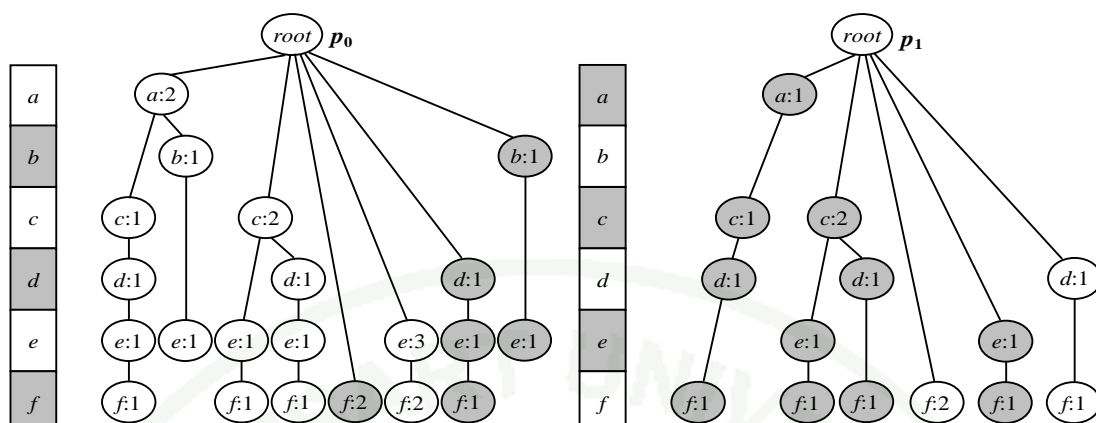 root p0 root p1
a a:2 a a:1
b b:1 b:1 b
c c:1 c:2 c c:1 c:2
d d:1 d:1 d:1 d d:1 d:1 d:1
e e:1 e:1 e:1 e:1 e:3 e:1 e:1 e e:1 e:1
f f:1 f:1 f:1 f:2 f:2 f:1 f f:1 f:1 f:1 f:2 f:1 f:1